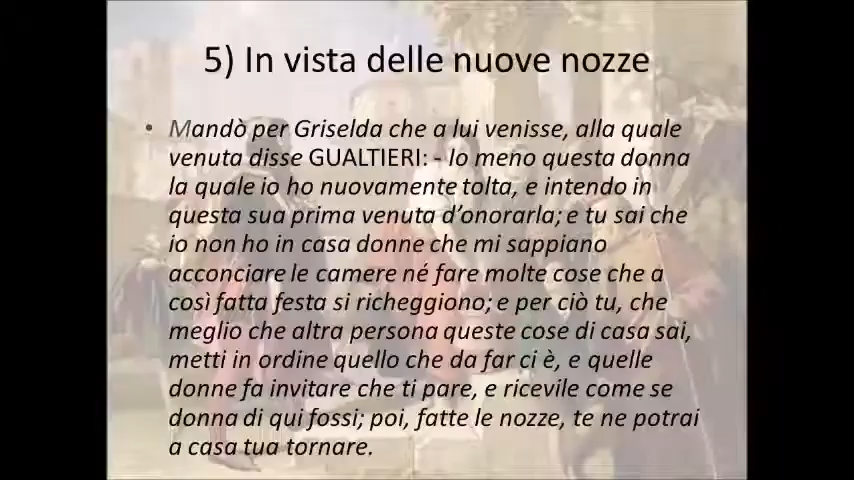 5) In vista delle nuove nozze
• Mandò per Griselda che a lui venisse, alla quale
venuta disse GUALTIERI: - Io meno questa donna
la quale io ho nuovamente tolta, e intendo in
questa sua prima venuta d'onorarla; e tu sai che
io non ho in casa donne che mi sappiano
acconciare le camere né fare molte cose che a
così fatta festa si richeggiono; e per ciò tu, che
meglio che altra persona queste cose di casa sai,
metti in ordine quello che da far ci è, e quelle
donne fa invitare che ti pare, e ricevile come se
donna di qui fossi; poi, fatte le nozze, te ne potrai
a casa tua tornare.